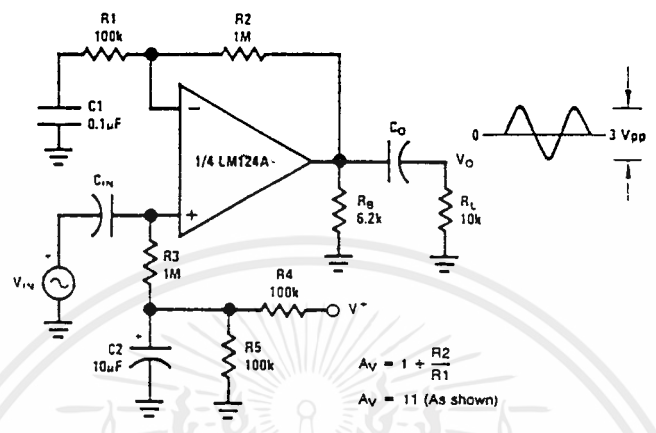 R1
100k
R2
1M
C1
0.1µF
−
1/4 LM124A
+
CIN
VIN
+
R3
1M
R4
100k
V+
+
C2
10µF
R5
100k
RB
6.2k
CO
VO
RL
10k
0
3 Vpp
AV = 1 + R2
R1
AV = 11 (As shown)